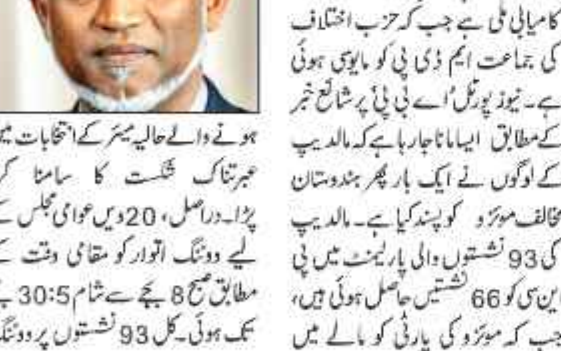 کامیابی ملی ہے جب کہ حزب اختلاف
کی جماعت ایم ڈی پی کو مایوسی ہوئی
ہے۔ نیوز پورٹل اے بی پی پر شائع خبر
کے مطابق ایسا مانا جا رہا ہے کہ مالدیپ
کے لوگوں نے ایک بار پھر ہندوستان
مخالف موئزو کو پسند کیا ہے۔ مالدیپ
کی 93 نشستوں والی پارلیمنٹ میں پی
این سی کو 66 نشستیں حاصل ہوئی ہیں،
جب کہ موئزو کی پارٹی کو مالے میں
ہونے والے حالیہ میئر کے انتخابات میں
عبرتناک شکست کا سامنا کر
پڑا۔ دراصل، 20ویں عوامی مجلس کے
لیے ووٹنگ اتوار کو مقامی وقت کے
مطابق صبح 8 بجے سے شام 5:30 بجے
تک ہوئی۔ کل 93 نشستوں پر ووٹنگ